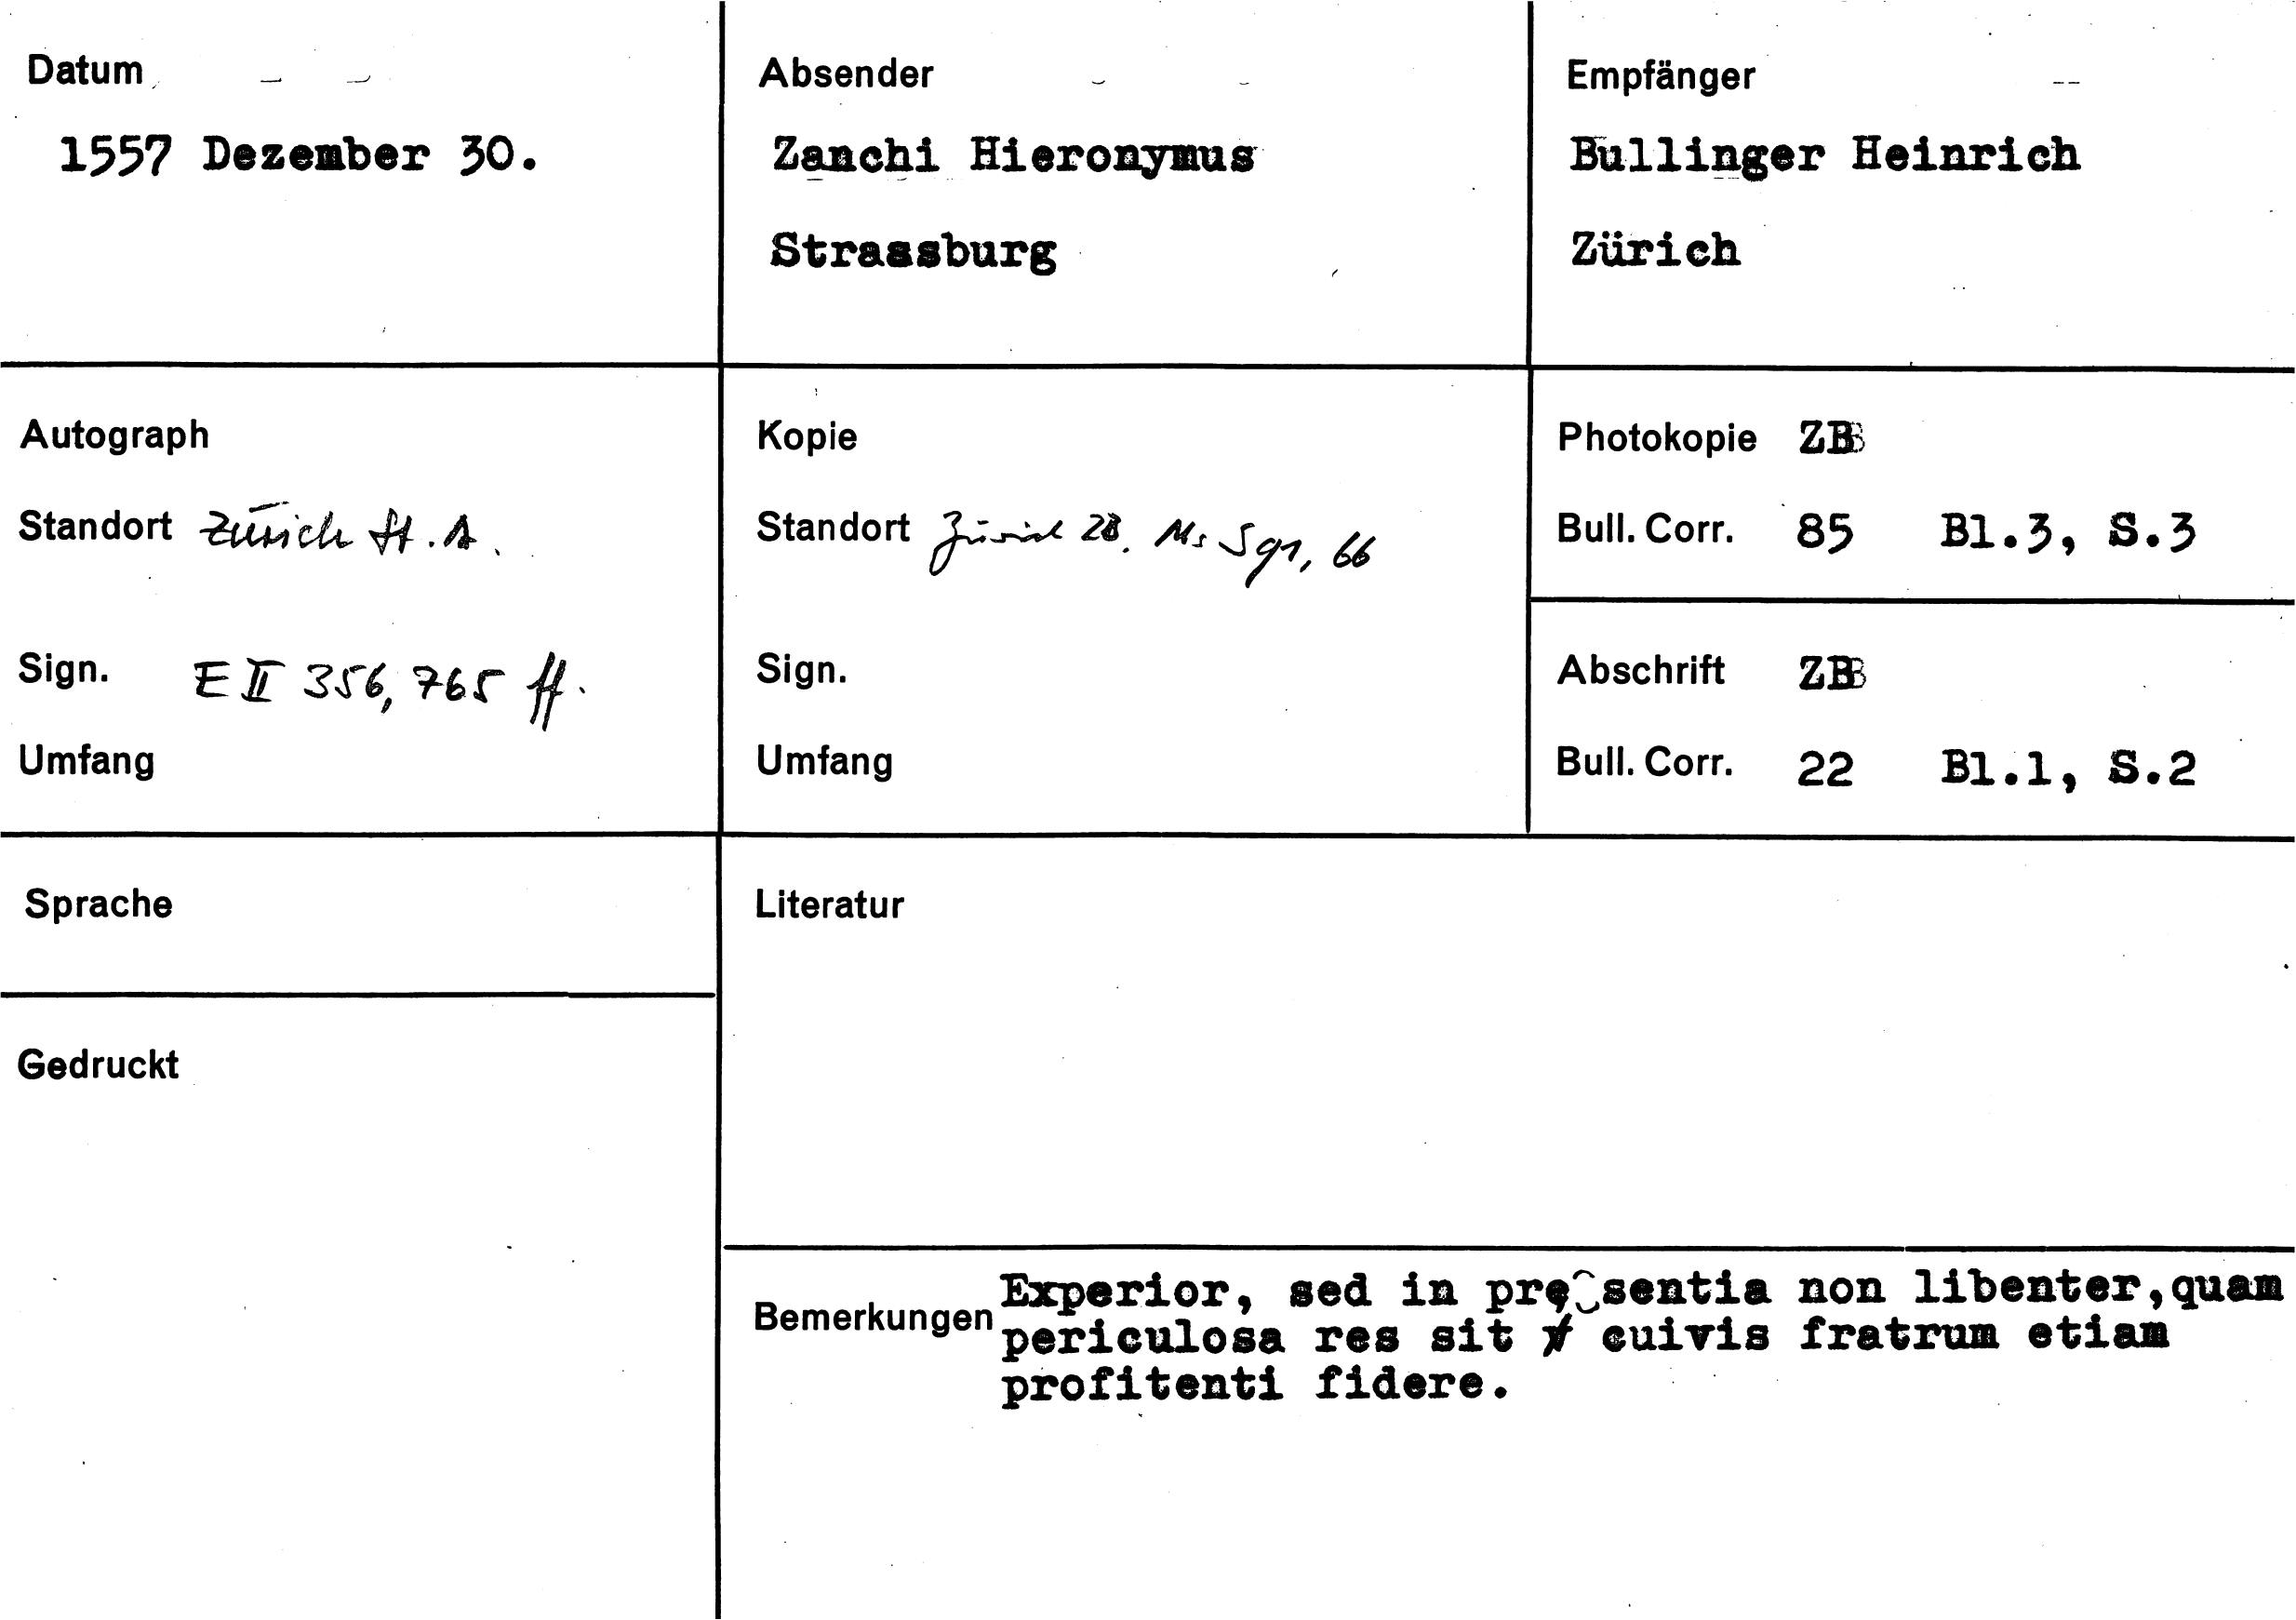 Datum
1557 Dezember 30.
Absender
Zanchi Hieronymus
Strassburg
Empfänger
Bullinger Heinrich
Zürich
Autograph
Standort Zürich St.A.
Sign. E II 356, 765 ff.
Umfang
Kopie
Standort Zürich ZB. Ms S 91, 66
Sign.
Umfang
Photokopie ZB
Bull. Corr. 85 Bl.3, S.3
Abschrift ZB
Bull. Corr. 22 Bl.1, S.2
Sprache
Gedruckt
Literatur
Bemerkungen Experior, sed in pręsentia non libenter,quam
periculosa res sit cuivis fratrum etiam
profitenti fidere.